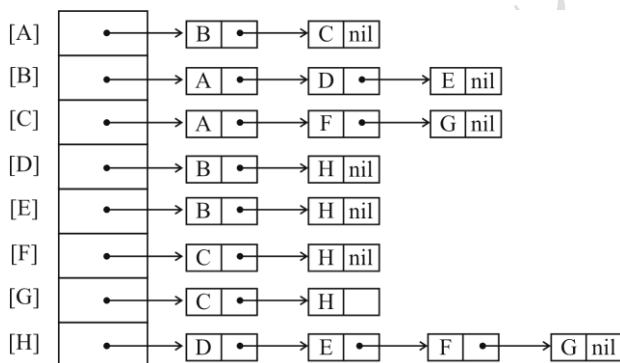 [A] B C nil
[B] A D E nil
[C] A F G nil
[D] B H nil
[E] B H nil
[F] C H nil
[G] C H
[H] D E F G nil